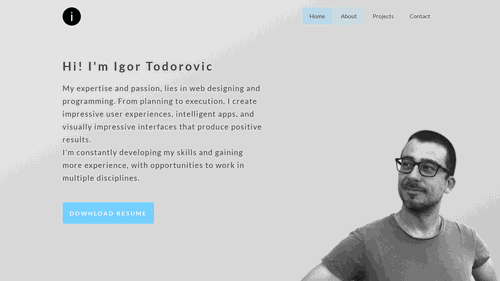 i
Home About Projects Contact
Hi! I'm Igor Todorovic
My expertise and passion, lies in web designing and
programming. From planning to execution, I create
impressive user experiences, intelligent apps, and
visually impressive interfaces that produce positive
results.
I'm constantly developing my skills and gaining
more experience, with opportunities to work in
multiple disciplines.
DOWNLOAD RESUME